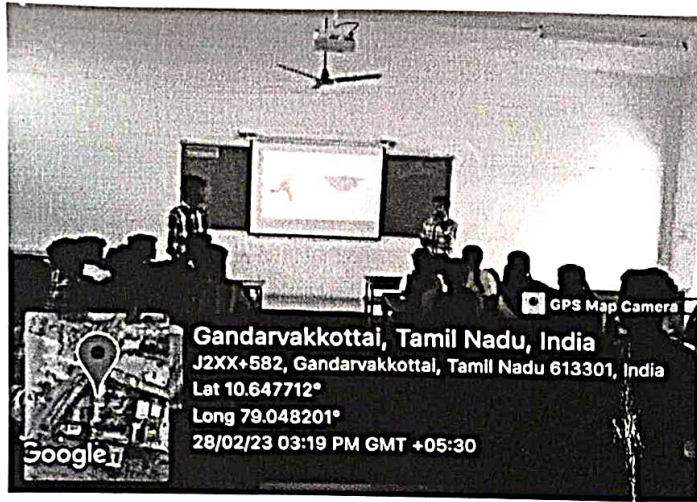 GPS Map Camera
Gandarvakkottai, Tamil Nadu, India
J2XX+582, Gandarvakkottai, Tamil Nadu 613301, India
Lat 10.647712°
Long 79.048201°
28/02/23 03:19 PM GMT +05:30
Google